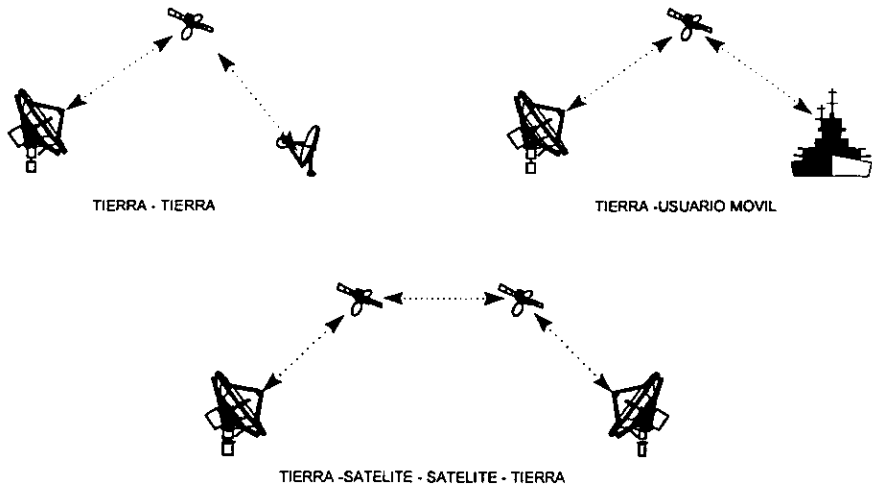 TIERRA - TIERRA
TIERRA -USUARIO MOVIL
TIERRA -SATELITE - SATELITE - TIERRA